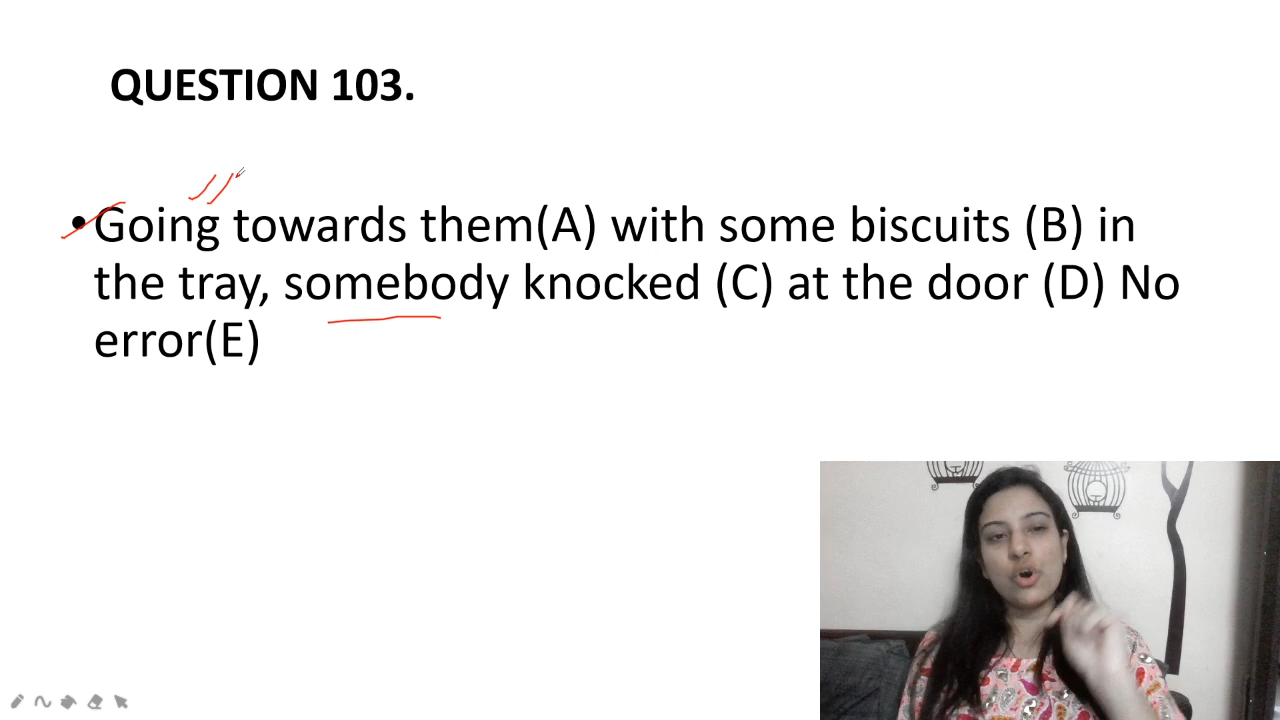 QUESTION 103.
• Going towards them(A) with some biscuits (B) in
the tray, somebody knocked (C) at the door (D) No
error(E)